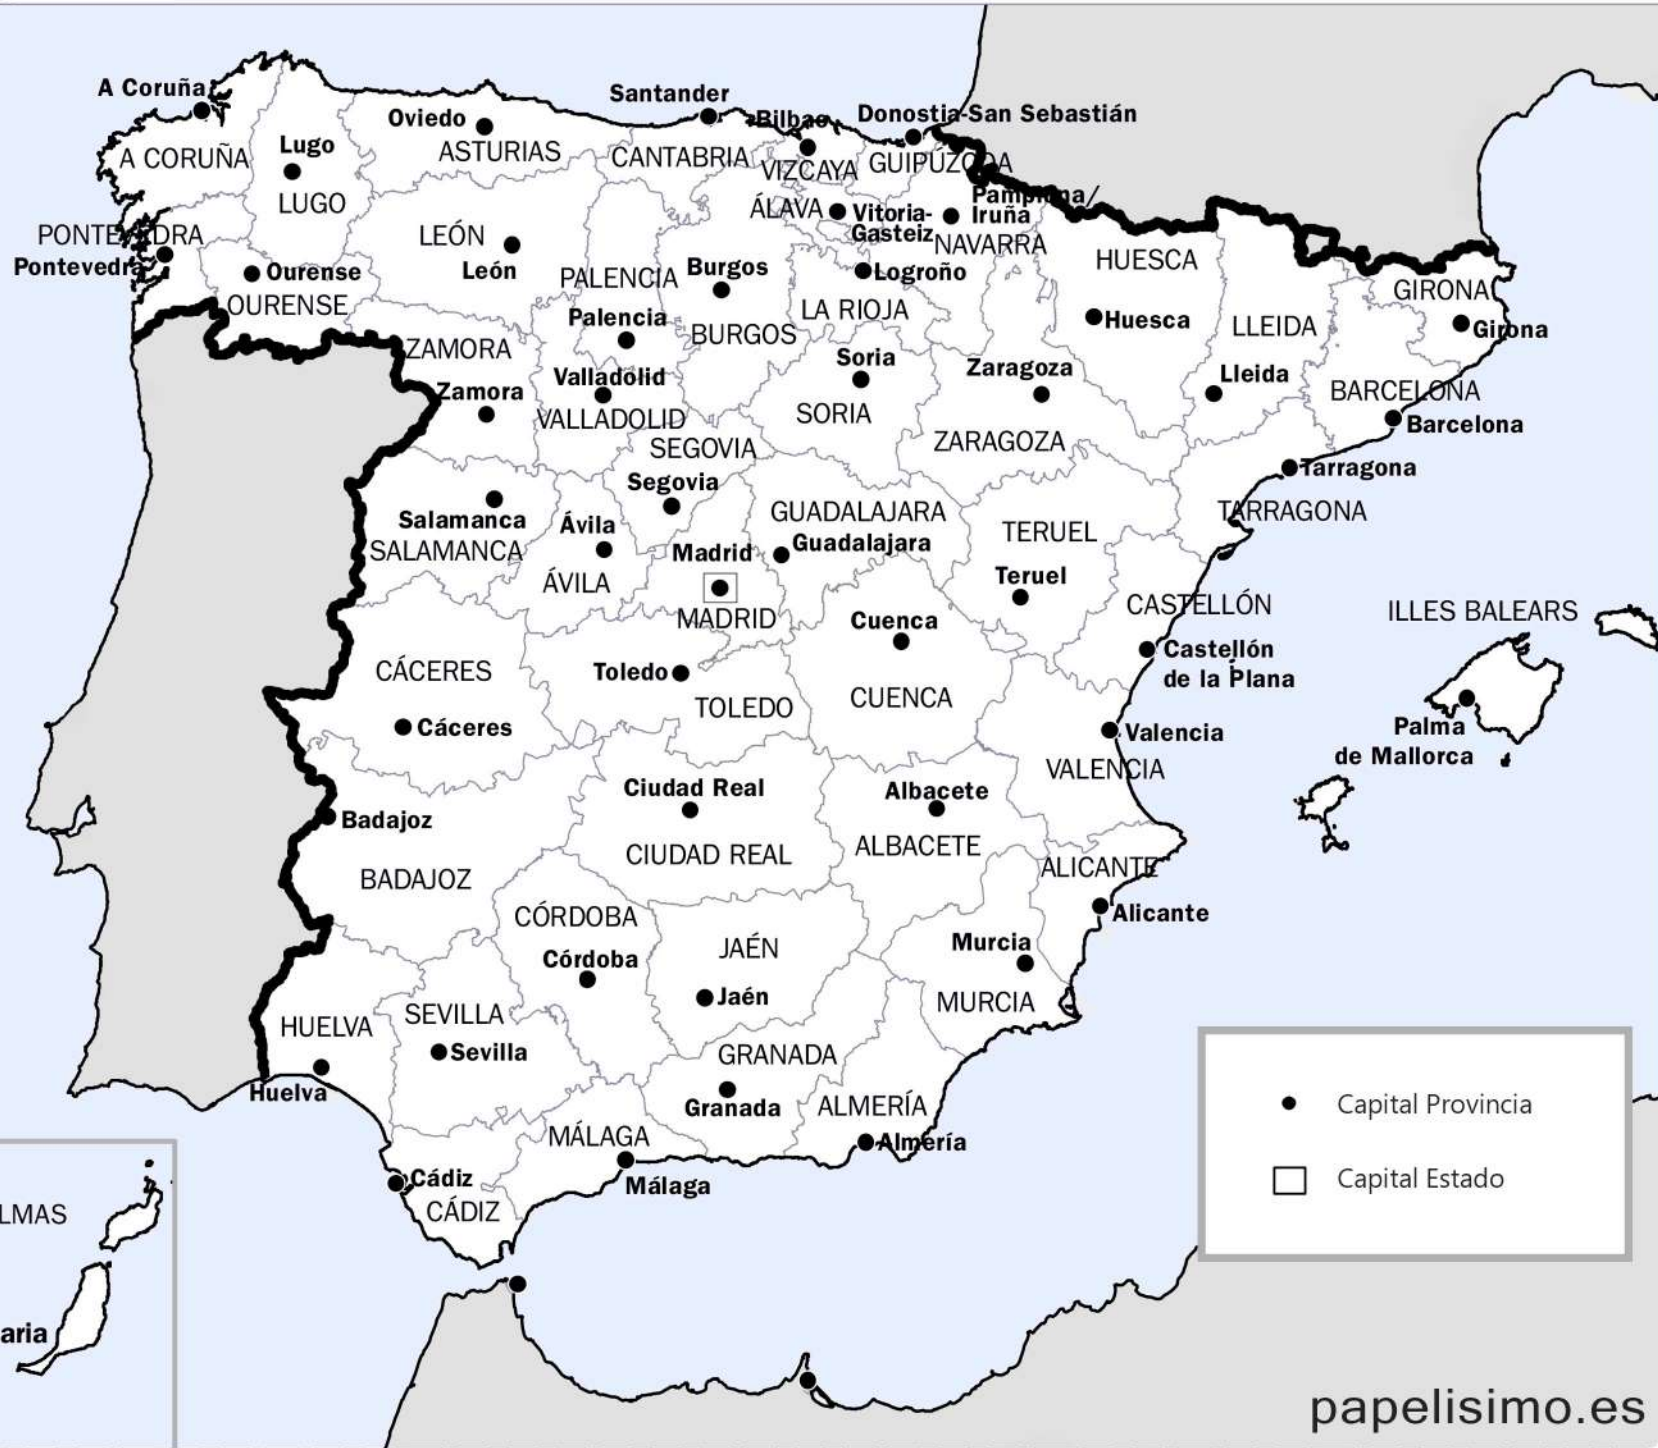 A Coruña
A CORUÑA
Lugo
LUGO
Oviedo
ASTURIAS
Santander
CANTABRIA
Bilbao
VIZCAYA
Donostia-San Sebastián
GUIPÚZCOA
ÁLAVA
Vitoria-
Gasteiz
Pamplona/
Iruña
NAVARRA
PONTEVEDRA
Pontevedra
Ourense
OURENSE
LEÓN
León
PALENCIA
Palencia
Burgos
BURGOS
Logroño
LA RIOJA
HUESCA
Huesca
LLEIDA
Lleida
GIRONA
Girona
BARCELONA
Barcelona
ZAMORA
Zamora
Valladolid
VALLADOLID
Soria
SORIA
Zaragoza
ZARAGOZA
Tarragona
TARRAGONA
SEGOVIA
Segovia
Salamanca
SALAMANCA
Ávila
ÁVILA
Madrid
MADRID
GUADALAJARA
Guadalajara
TERUEL
Teruel
CASTELLÓN
Castellón
de la Plana
ILLES BALEARS
Palma
de Mallorca
CÁCERES
Cáceres
Toledo
TOLEDO
Cuenca
CUENCA
Valencia
VALENCIA
Badajoz
BADAJOZ
Ciudad Real
CIUDAD REAL
Albacete
ALBACETE
ALICANTE
Alicante
CÓRDOBA
Córdoba
JAÉN
Jaén
Murcia
MURCIA
HUELVA
Huelva
SEVILLA
Sevilla
GRANADA
Granada
ALMERÍA
Almería
MÁLAGA
Málaga
Cádiz
CÁDIZ
LMAS
aria
Capital Provincia
Capital Estado
papelisimo.es